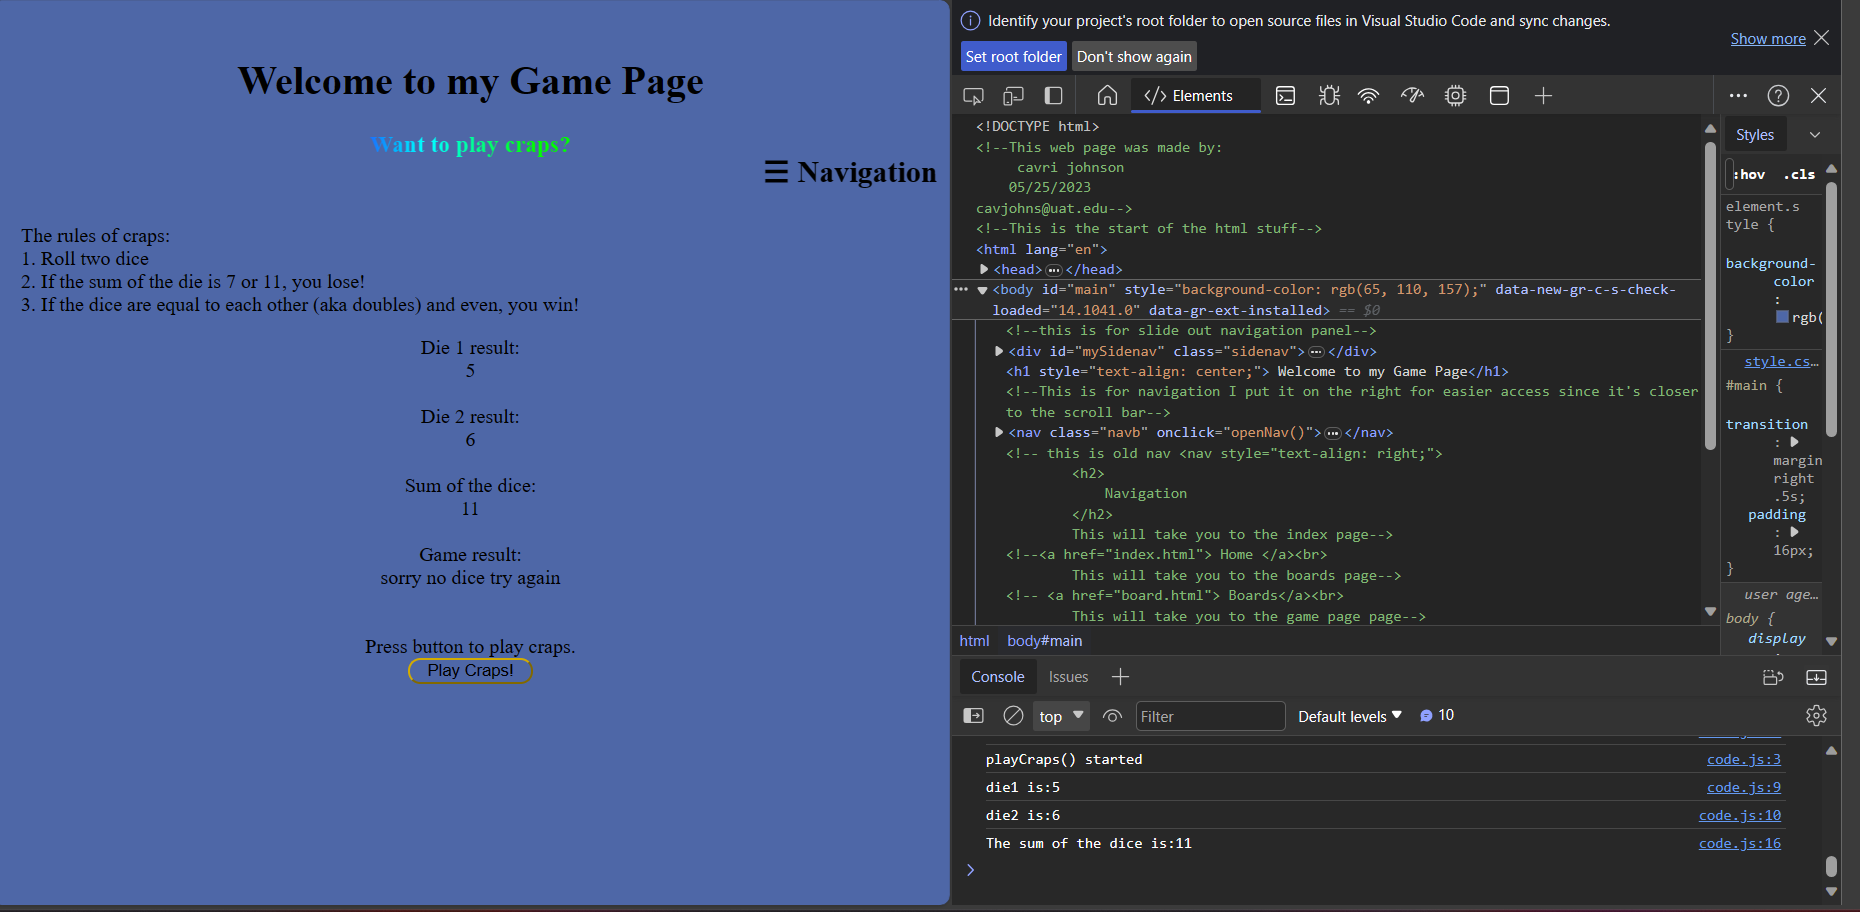 Welcome to my Game Page
Want to play craps?
☰ Navigation
The rules of craps:
1. Roll two dice
2. If the sum of the die is 7 or 11, you lose!
3. If the dice are equal to each other (aka doubles) and even, you win!
Die 1 result:
5
Die 2 result:
6
Sum of the dice:
11
Game result:
sorry no dice try again
Press button to play craps.
Play Craps!
Identify your project's root folder to open source files in Visual Studio Code and sync changes.
Set root folder
Don't show again
Show more
Elements
<!DOCTYPE html>
<!--This web page was made by:
cavri johnson
05/25/2023
cavjohns@uat.edu-->
<!--This is the start of the html stuff-->
<html lang="en">
<head>…</head>
<body id="main" style="background-color: rgb(65, 110, 157);" data-new-gr-c-s-check-
loaded="14.1041.0" data-gr-ext-installed> == $0
<!--this is for slide out navigation panel-->
<div id="mySidenav" class="sidenav">…</div>
<h1 style="text-align: center;"> Welcome to my Game Page</h1>
<!--This is for navigation I put it on the right for easier access since it's closer
to the scroll bar-->
<nav class="navb" onclick="openNav()">…</nav>
<!-- this is old nav <nav style="text-align: right;">
<h2>
Navigation
</h2>
This will take you to the index page-->
<!--<a href="index.html"> Home </a><br>
This will take you to the boards page-->
<!-- <a href="board.html"> Boards</a><br>
This will take you to the game page page-->
html body#main
Styles
:hov .cls
element.s
tyle {
background-
color
:
rgb(
}
style.cs…
#main {
transition
:
margin
right
.5s;
padding
:
16px;
}
user age…
body {
display
Console
Issues
top
Filter
Default levels
10
playCraps() started code.js:3
die1 is:5 code.js:9
die2 is:6 code.js:10
The sum of the dice is:11 code.js:16